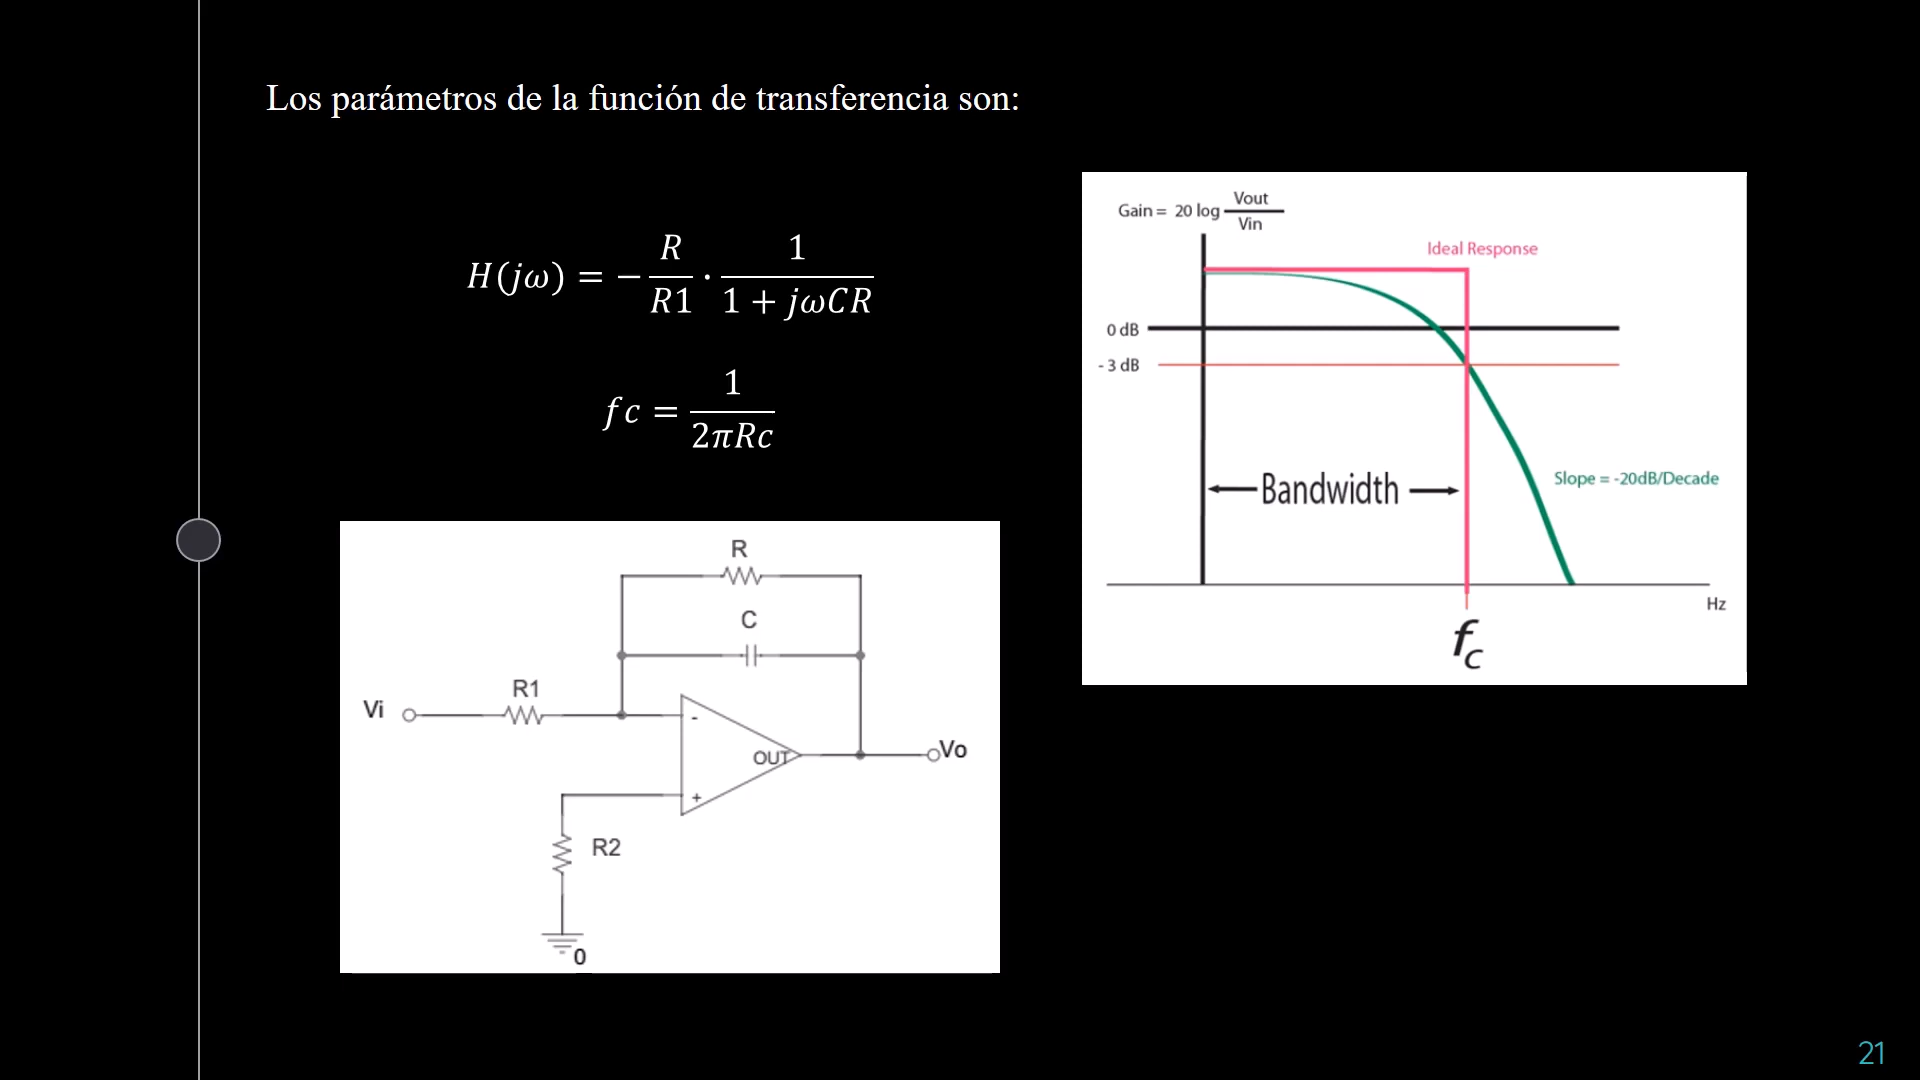 Los parámetros de la función de transferencia son:
H(jω) = −R/R1 · 1/(1 + jωCR)
fc = 1/(2πRc)
Gain = 20 log Vout/Vin
Ideal Response
0 dB
- 3 dB
Bandwidth
Slope = -20dB/Decade
Hz
fc
R
C
R1
Vi
-
OUT
Vo
+
R2
0
21